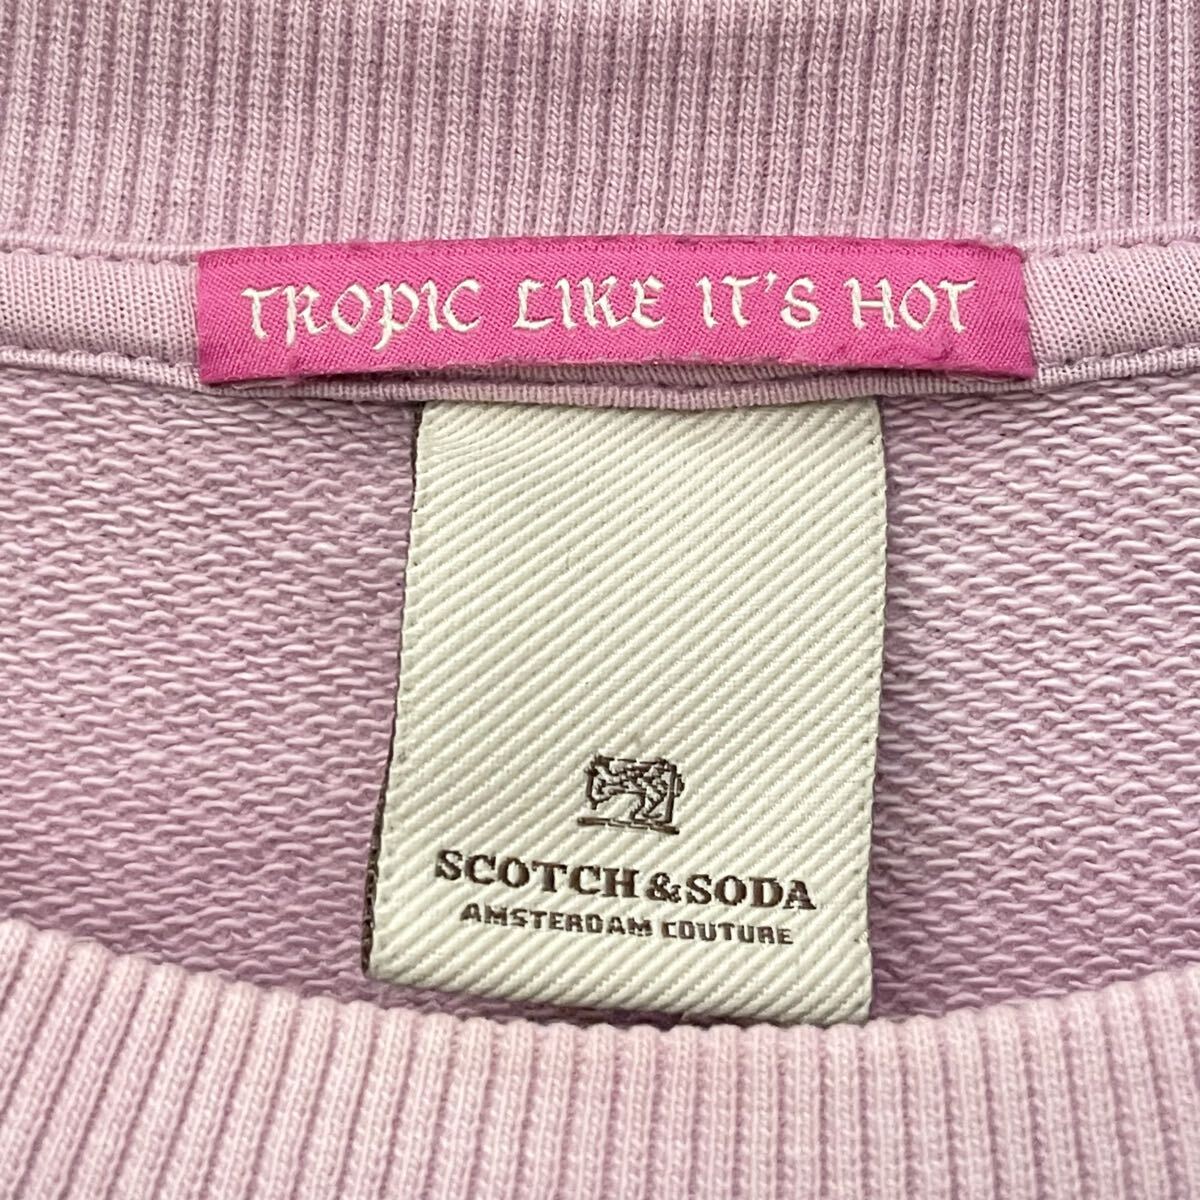 TROPIC LIKE IT'S HOT
SCOTCH & SODA
AMSTERDAM COUTURE